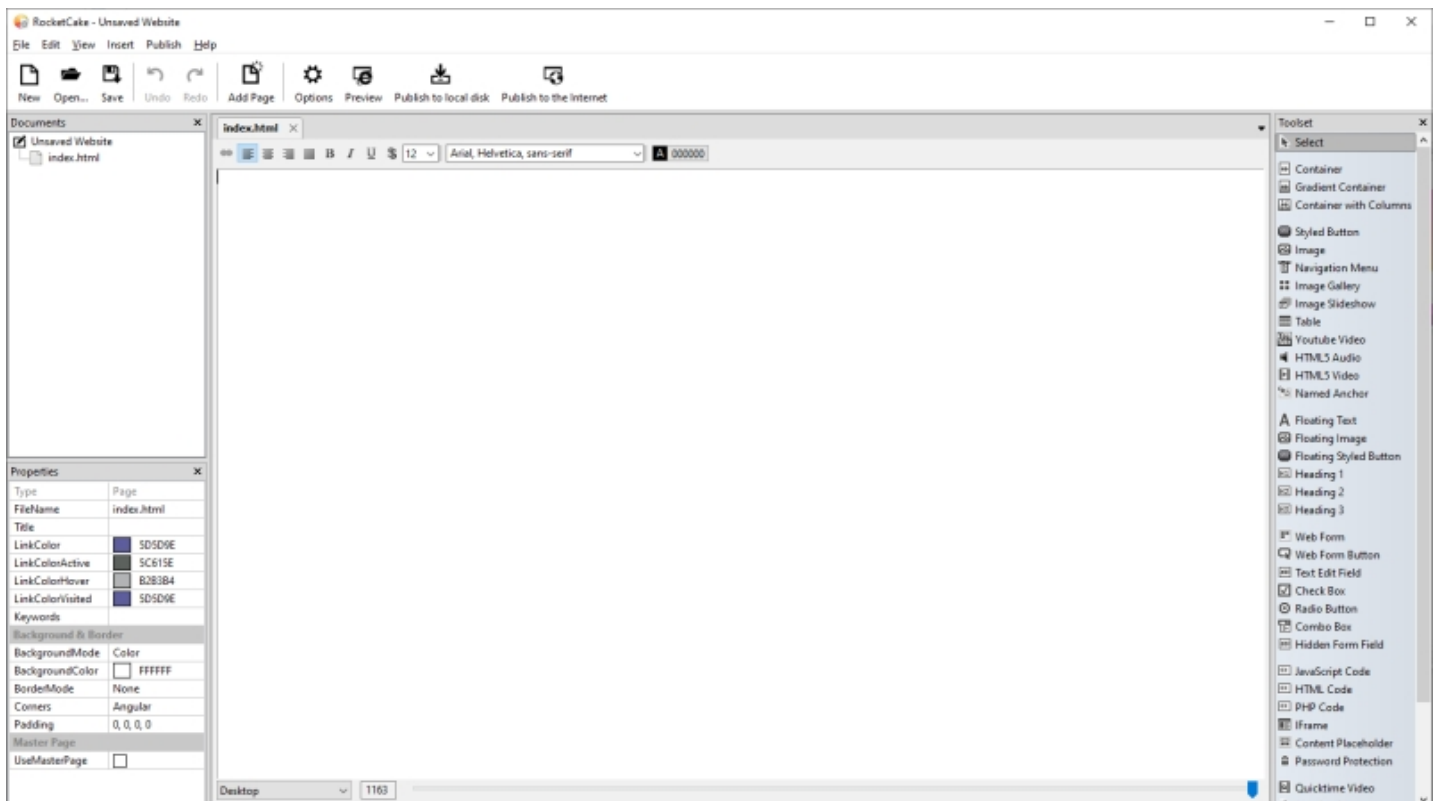 RocketCake - Unsaved Website
File Edit View Insert Publish Help
New Open... Save Undo Redo Add Page Options Preview Publish to local disk Publish to the Internet
Documents
Unsaved Website
index.html
Properties
Type Page
FileName index.html
Title
LinkColor 5D5D9E
LinkColorActive 5C615E
LinkColorHover B2B3B4
LinkColorVisited 5D5D9E
Keywords
Background & Border
BackgroundMode Color
BackgroundColor FFFFFF
BorderMode None
Corners Angular
Padding 0, 0, 0, 0
Master Page
UseMasterPage
index.html
B I U $ 12 Arial, Helvetica, sans-serif A 000000
Desktop 1163
Toolset
Select
Container
Gradient Container
Container with Columns
Styled Button
Image
Navigation Menu
Image Gallery
Image Slideshow
Table
Youtube Video
HTML5 Audio
HTML5 Video
Named Anchor
A Floating Text
Floating Image
Floating Styled Button
Heading 1
Heading 2
Heading 3
Web Form
Web Form Button
Text Edit Field
Check Box
Radio Button
Combo Box
Hidden Form Field
JavaScript Code
HTML Code
PHP Code
IFrame
Content Placeholder
Password Protection
Quicktime Video